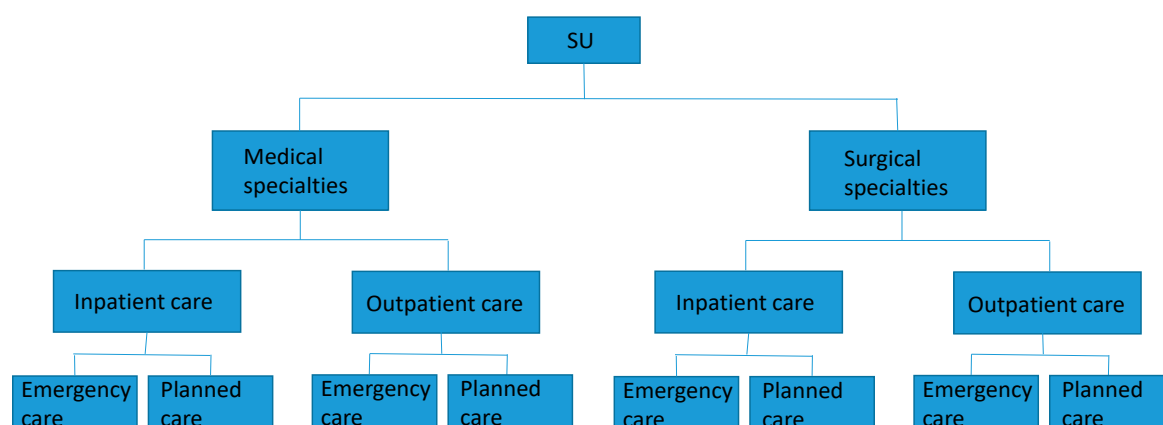 SU
Medical
specialties
Surgical
specialties
Inpatient care
Outpatient care
Inpatient care
Outpatient care
Emergency
care
Planned
care
Emergency
care
Planned
care
Emergency
care
Planned
care
Emergency
care
Planned
care